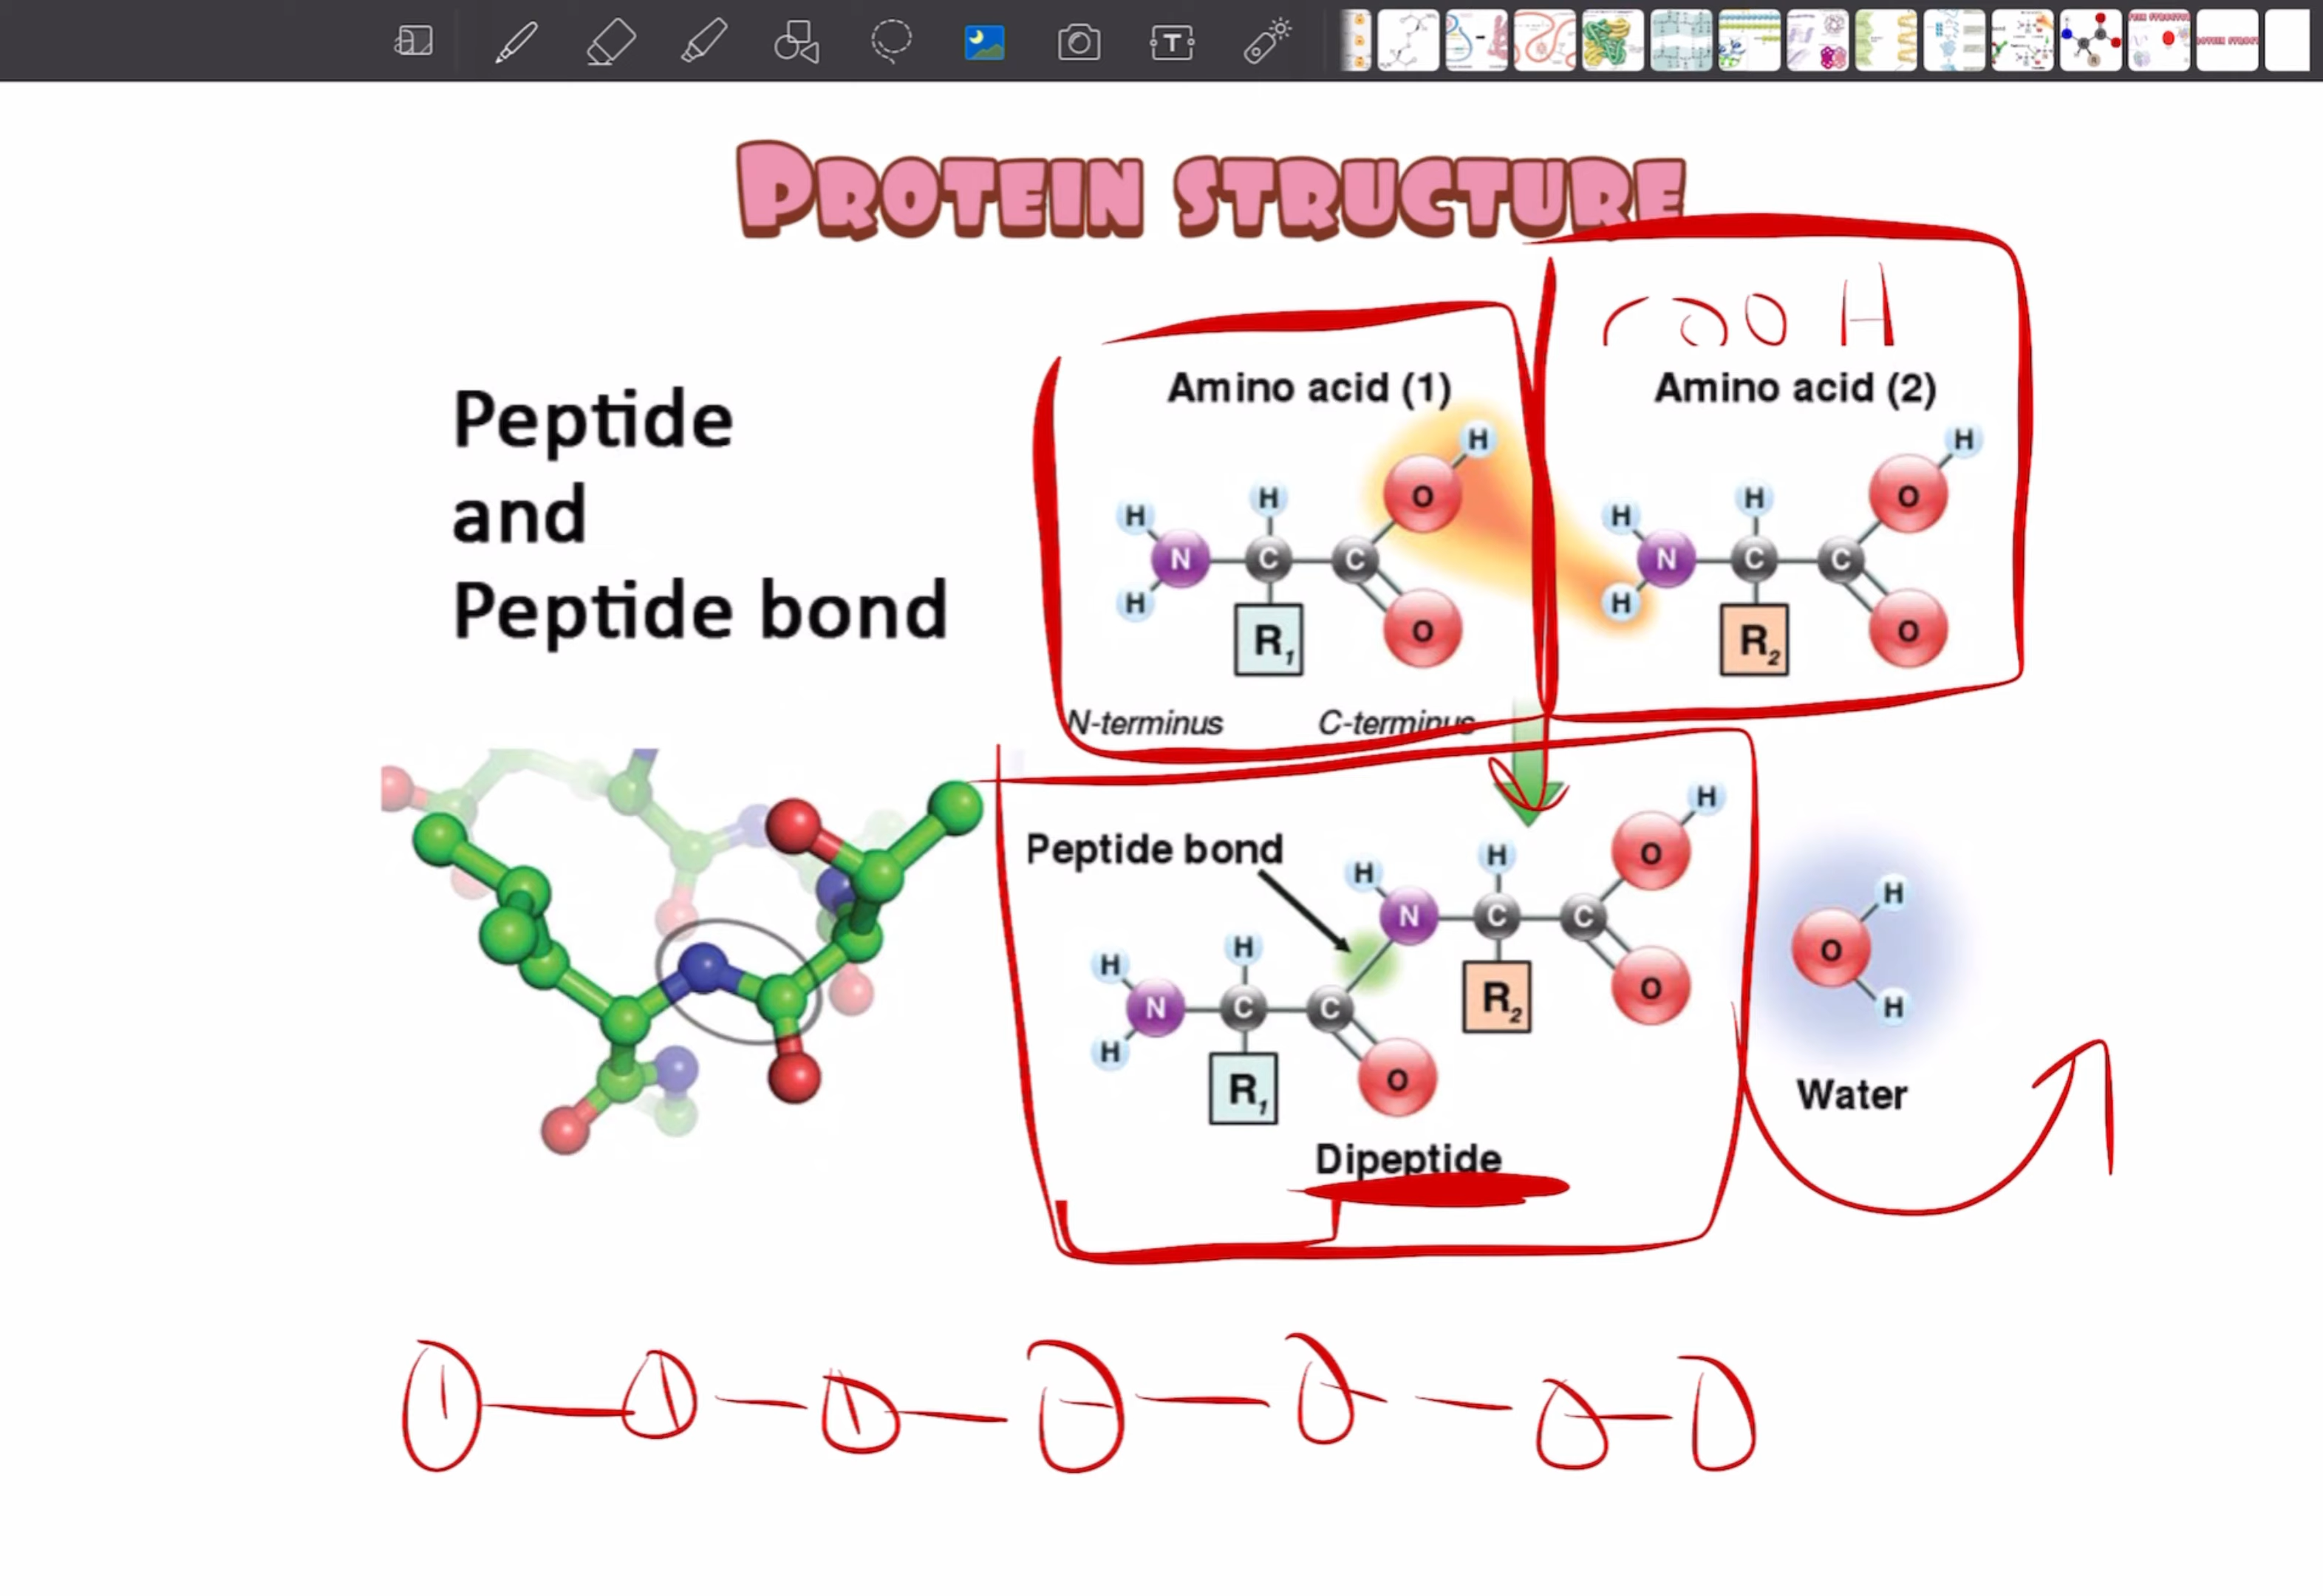 PROTEIN STRUCTURE
Peptide
and
Peptide bond
COOH
Amino acid (1)
Amino acid (2)
H
H
H
H
H
H
O
O
N
C
C
N
C
C
H
H
R1
O
R2
O
N-terminus
C-terminus
H
Peptide bond
H
H
O
H
N
C
C
H
H
O
R2
O
H
N
C
C
H
R1
O
Water
Dipeptide